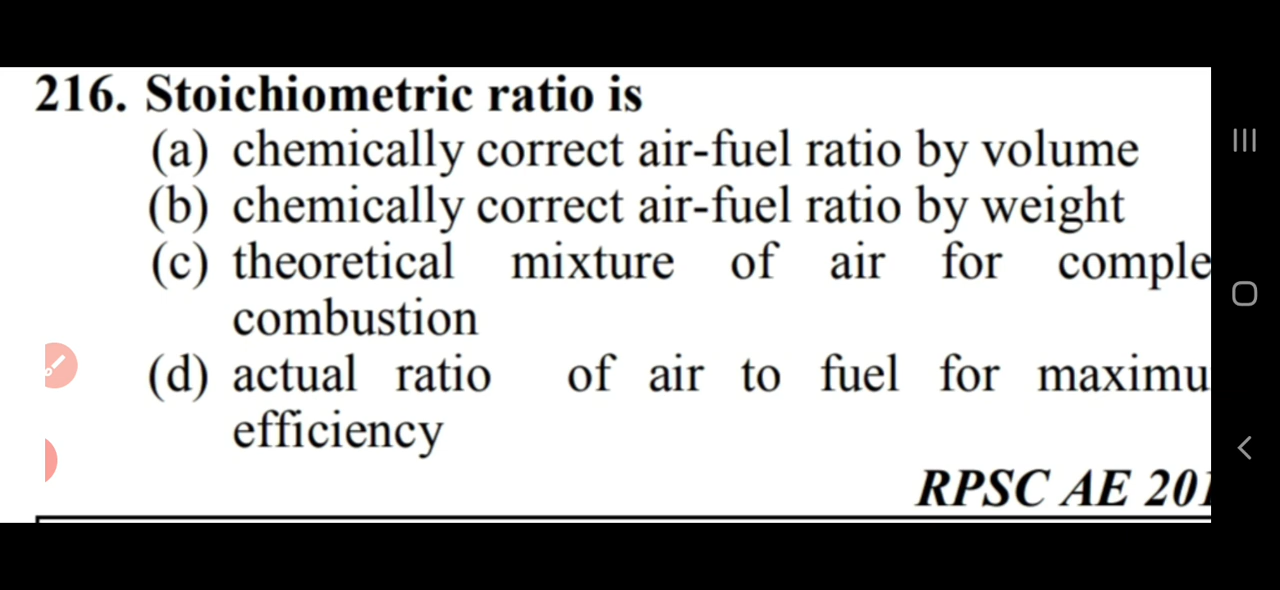 216. Stoichiometric ratio is
(a) chemically correct air-fuel ratio by volume
(b) chemically correct air-fuel ratio by weight
(c) theoretical mixture of air for comple
combustion
(d) actual ratio of air to fuel for maximu
efficiency
RPSC AE 201